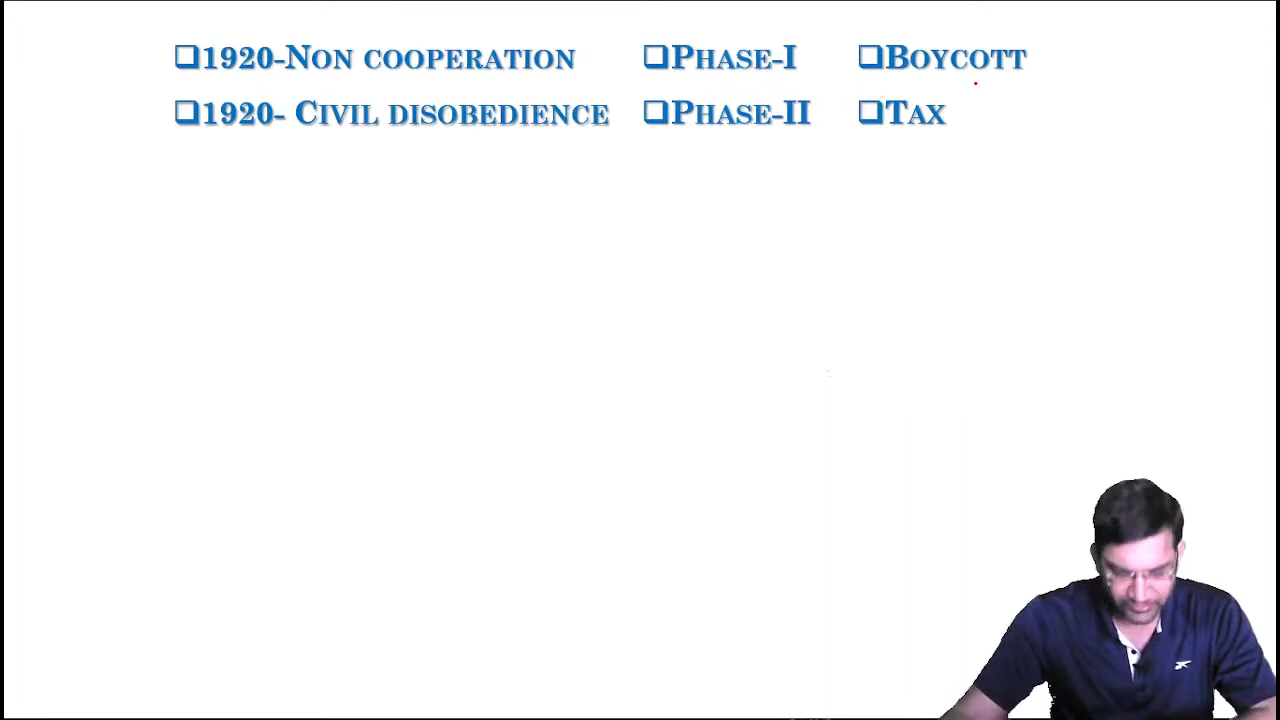 ❑1920-Non cooperation ❑Phase-I ❑Boycott
❑1920- Civil disobedience ❑Phase-II ❑Tax